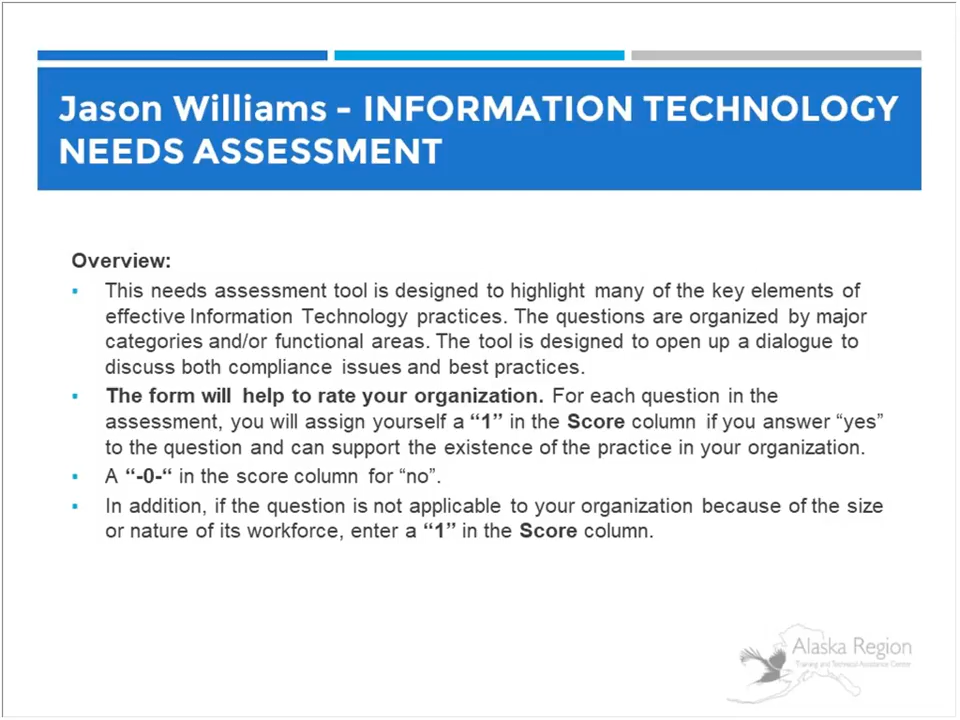 Jason Williams - INFORMATION TECHNOLOGY
NEEDS ASSESSMENT
Overview:
▪ This needs assessment tool is designed to highlight many of the key elements of
effective Information Technology practices. The questions are organized by major
categories and/or functional areas. The tool is designed to open up a dialogue to
discuss both compliance issues and best practices.
▪ The form will help to rate your organization. For each question in the
assessment, you will assign yourself a “1” in the Score column if you answer “yes”
to the question and can support the existence of the practice in your organization.
▪ A “-0-“ in the score column for “no”.
▪ In addition, if the question is not applicable to your organization because of the size
or nature of its workforce, enter a “1” in the Score column.
Alaska Region
Training and Technical Assistance Center